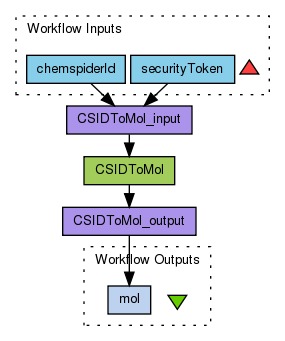 Workflow Inputs
chemspiderId
securityToken
CSIDToMol_input
CSIDToMol
CSIDToMol_output
Workflow Outputs
mol